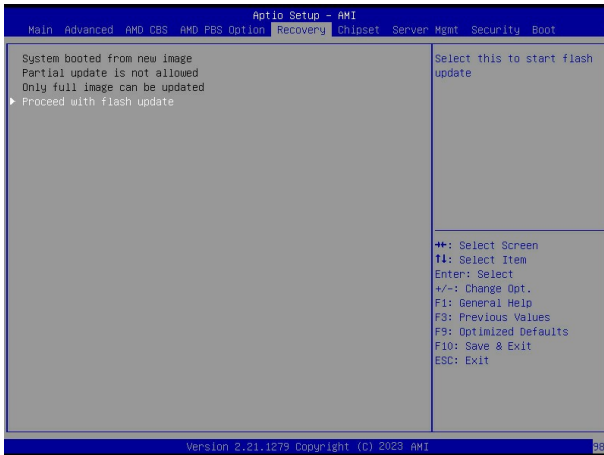 Aptio Setup - AMI
Main Advanced AMD CBS AMD PBS Option Recovery Chipset Server Mgmt Security Boot
System booted from new image
Partial update is not allowed
Only full image can be updated
Proceed with flash update
Select this to start flash
update
→←: Select Screen
↑↓: Select Item
Enter: Select
+/-: Change Opt.
F1: General Help
F3: Previous Values
F9: Optimized Defaults
F10: Save & Exit
ESC: Exit
Version 2.21.1279 Copyright (C) 2023 AMI
98